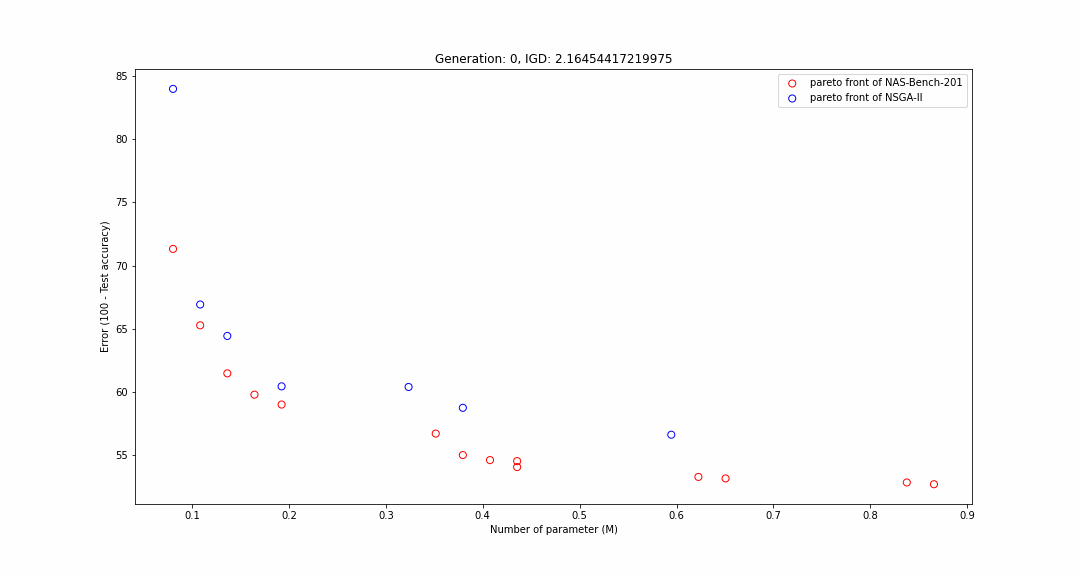 Generation: 0, IGD: 2.16454417219975
pareto front of NAS-Bench-201
pareto front of NSGA-II
85
80
75
70
65
60
55
Error (100 - Test accuracy)
0.1 0.2 0.3 0.4 0.5 0.6 0.7 0.8 0.9
Number of parameter (M)